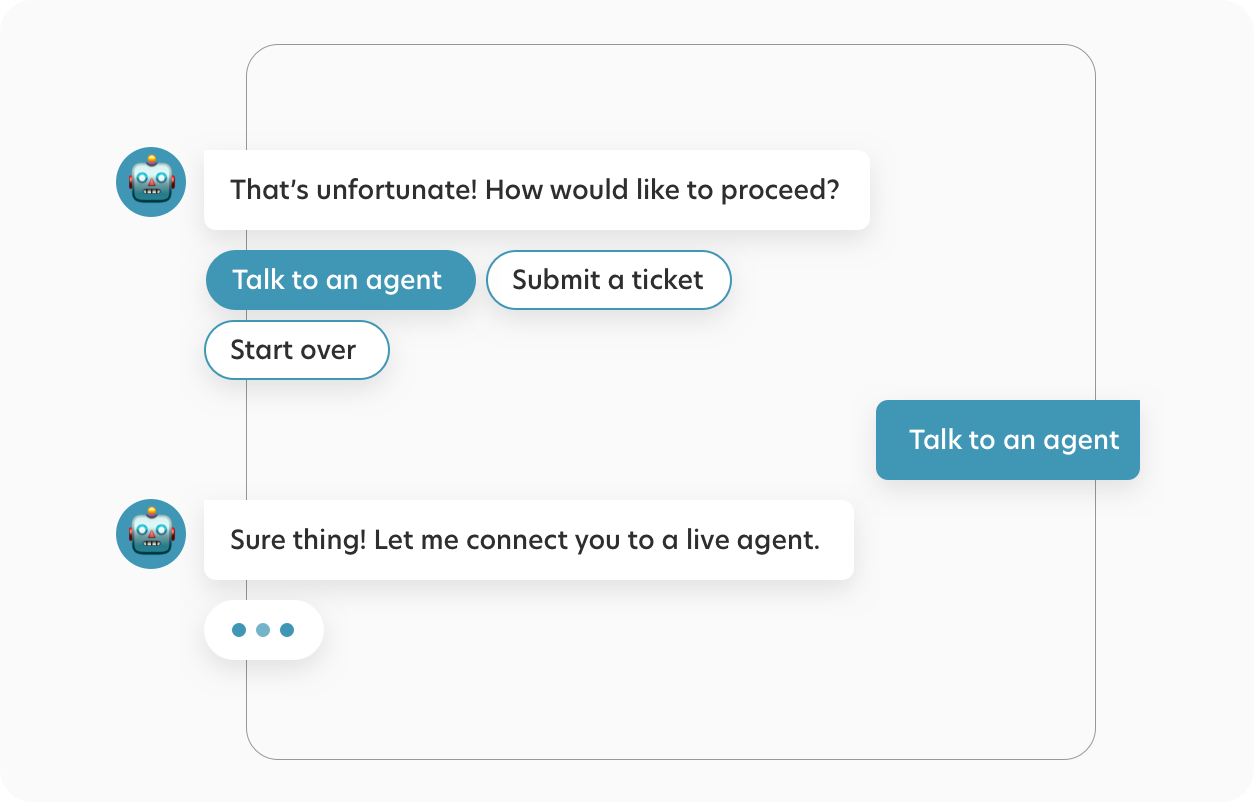 That’s unfortunate! How would like to proceed?
Talk to an agent
Submit a ticket
Start over
Talk to an agent
Sure thing! Let me connect you to a live agent.